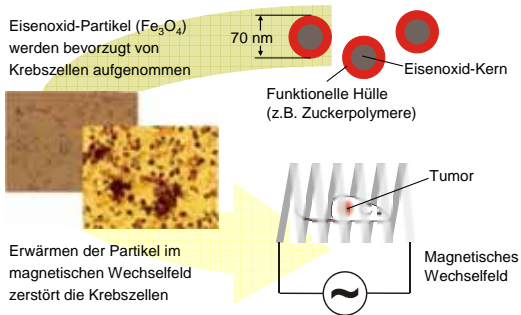 Eisenoxid-Partikel (Fe₃O₄)
werden bevorzugt von
Krebszellen aufgenommen
70 nm
Eisenoxid-Kern
Funktionelle Hülle
(z.B. Zuckerpolymere)
Tumor
Erwärmen der Partikel im
magnetischen Wechselfeld
zerstört die Krebszellen
Magnetisches
Wechselfeld
~